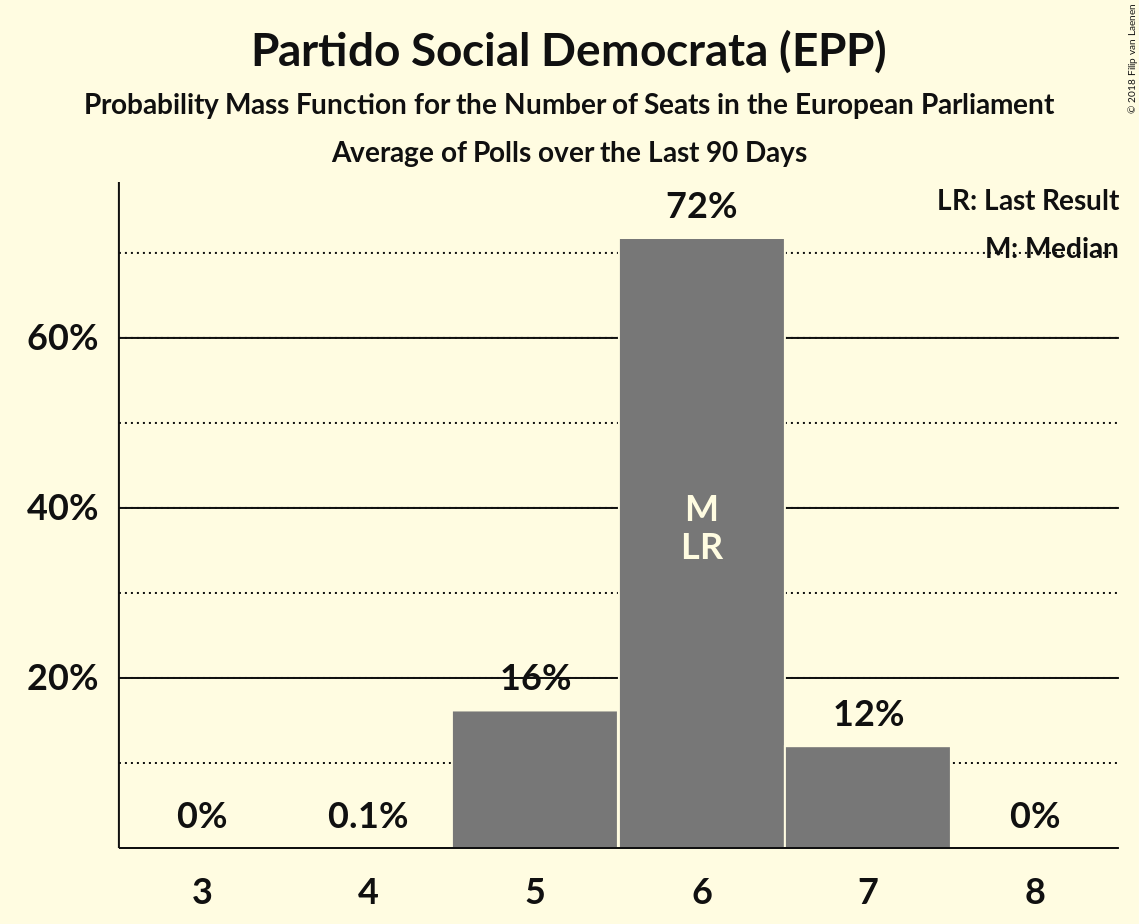 Partido Social Democrata (EPP)
Probability Mass Function for the Number of Seats in the European Parliament
Average of Polls over the Last 90 Days
© 2018 Filip van Laenen
LR: Last Result
M: Median
72%
60%
40%
M
LR
20%
16%
12%
0%
0.1%
0%
3
4
5
6
7
8